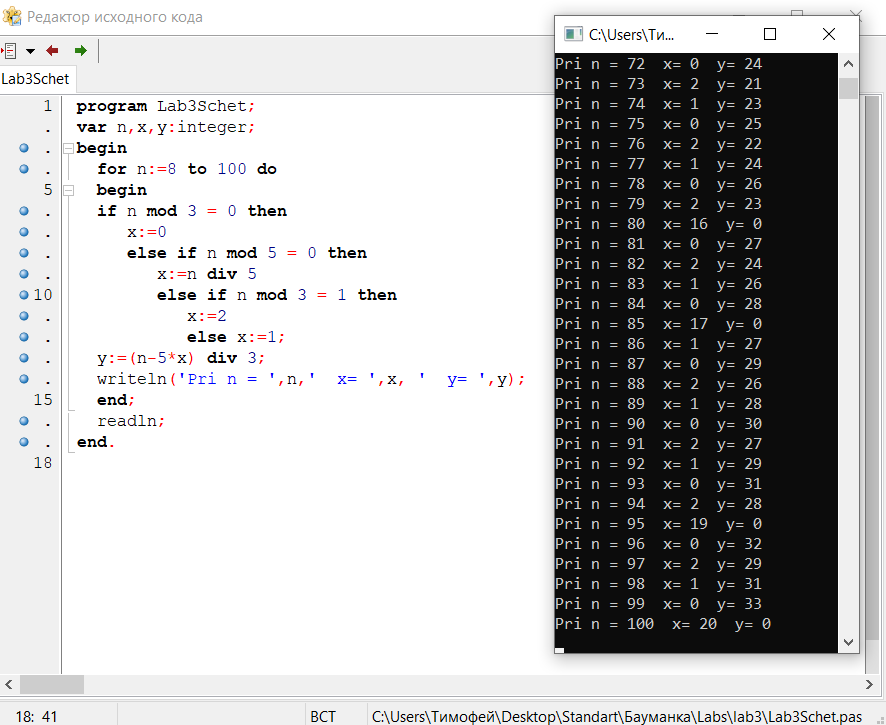 Редактор исходного кода
C:\Users\Ти...
Lab3Schet
1 program Lab3Schet;
. var n,x,y:integer;
. begin
. for n:=8 to 100 do
5 begin
. if n mod 3 = 0 then
. x:=0
. else if n mod 5 = 0 then
. x:=n div 5
10 else if n mod 3 = 1 then
. x:=2
. else x:=1;
. y:=(n-5*x) div 3;
. writeln('Pri n = ',n,'  x= ',x, '  y= ',y);
15 end;
. readln;
. end.
18
Pri n = 72  x= 0  y= 24
Pri n = 73  x= 2  y= 21
Pri n = 74  x= 1  y= 23
Pri n = 75  x= 0  y= 25
Pri n = 76  x= 2  y= 22
Pri n = 77  x= 1  y= 24
Pri n = 78  x= 0  y= 26
Pri n = 79  x= 2  y= 23
Pri n = 80  x= 16  y= 0
Pri n = 81  x= 0  y= 27
Pri n = 82  x= 2  y= 24
Pri n = 83  x= 1  y= 26
Pri n = 84  x= 0  y= 28
Pri n = 85  x= 17  y= 0
Pri n = 86  x= 1  y= 27
Pri n = 87  x= 0  y= 29
Pri n = 88  x= 2  y= 26
Pri n = 89  x= 1  y= 28
Pri n = 90  x= 0  y= 30
Pri n = 91  x= 2  y= 27
Pri n = 92  x= 1  y= 29
Pri n = 93  x= 0  y= 31
Pri n = 94  x= 2  y= 28
Pri n = 95  x= 19  y= 0
Pri n = 96  x= 0  y= 32
Pri n = 97  x= 2  y= 29
Pri n = 98  x= 1  y= 31
Pri n = 99  x= 0  y= 33
Pri n = 100  x= 20  y= 0
18: 41 ВСТ C:\Users\Тимофей\Desktop\Standart\Бауманка\Labs\lab3\Lab3Schet.pas